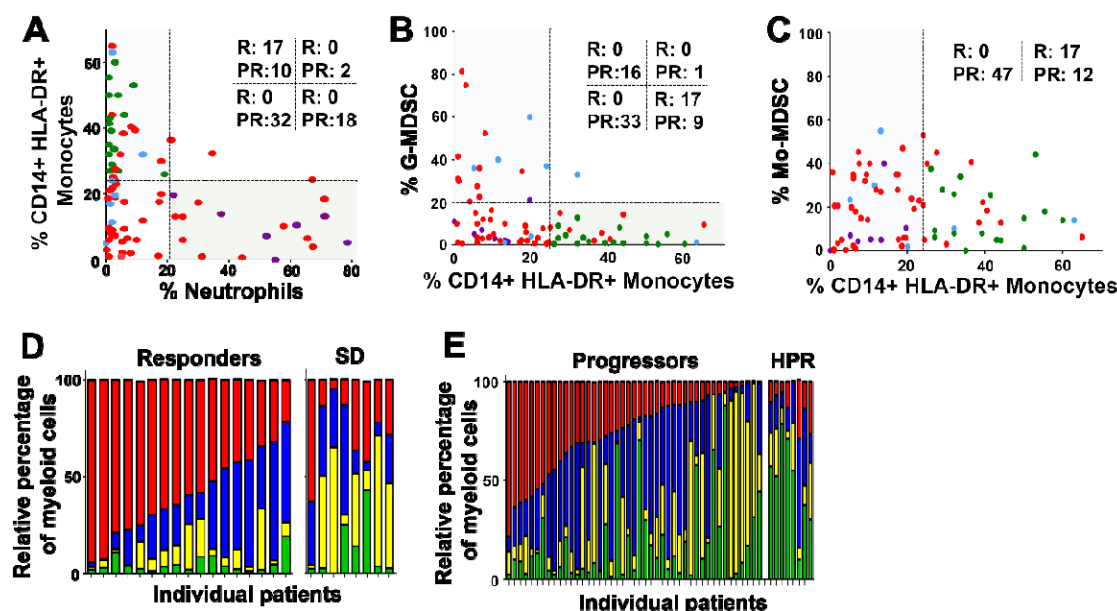 A
% CD14+ HLA-DR+
Monocytes
60
40
20
0
0
20
40
60
80
% Neutrophils
R: 17
R: 0
PR:10
PR: 2
R: 0
R: 0
PR:32
PR:18
B
% G-MDSC
100
80
60
40
20
0
0
20
40
60
% CD14+ HLA-DR+ Monocytes
R: 0
R: 0
PR:16
PR: 1
R: 0
R: 17
PR:33
PR: 9
C
% Mo-MDSC
100
80
60
40
20
0
0
20
40
60
% CD14+ HLA-DR+ Monocytes
R: 0
R: 17
PR: 47
PR: 12
D
Responders
SD
Relative percentage
of myeloid cells
100
50
0
Individual patients
E
Progressors
HPR
Relative percentage
of myeloid cells
100
50
0
Individual patients